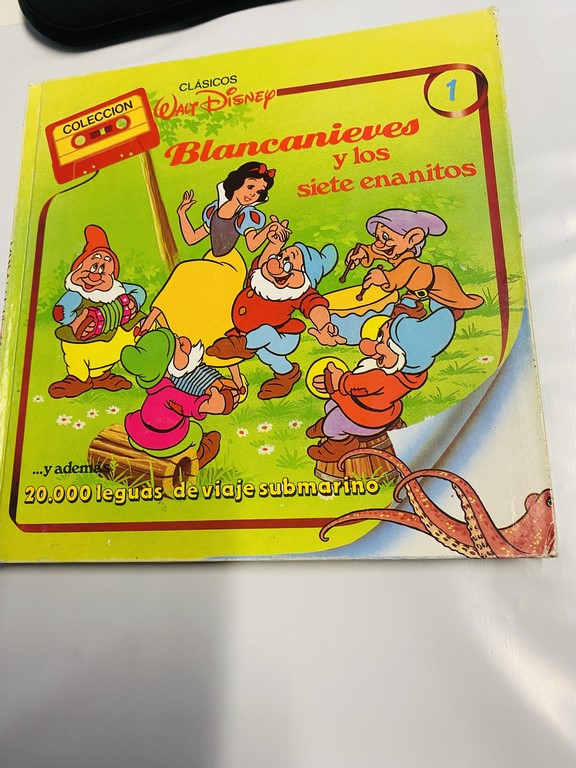 CLÁSICOS
COLECCION
WALT DISNEY
1
Blancanieves
y los
siete enanitos
...y además
20.000 leguas de viaje submarino